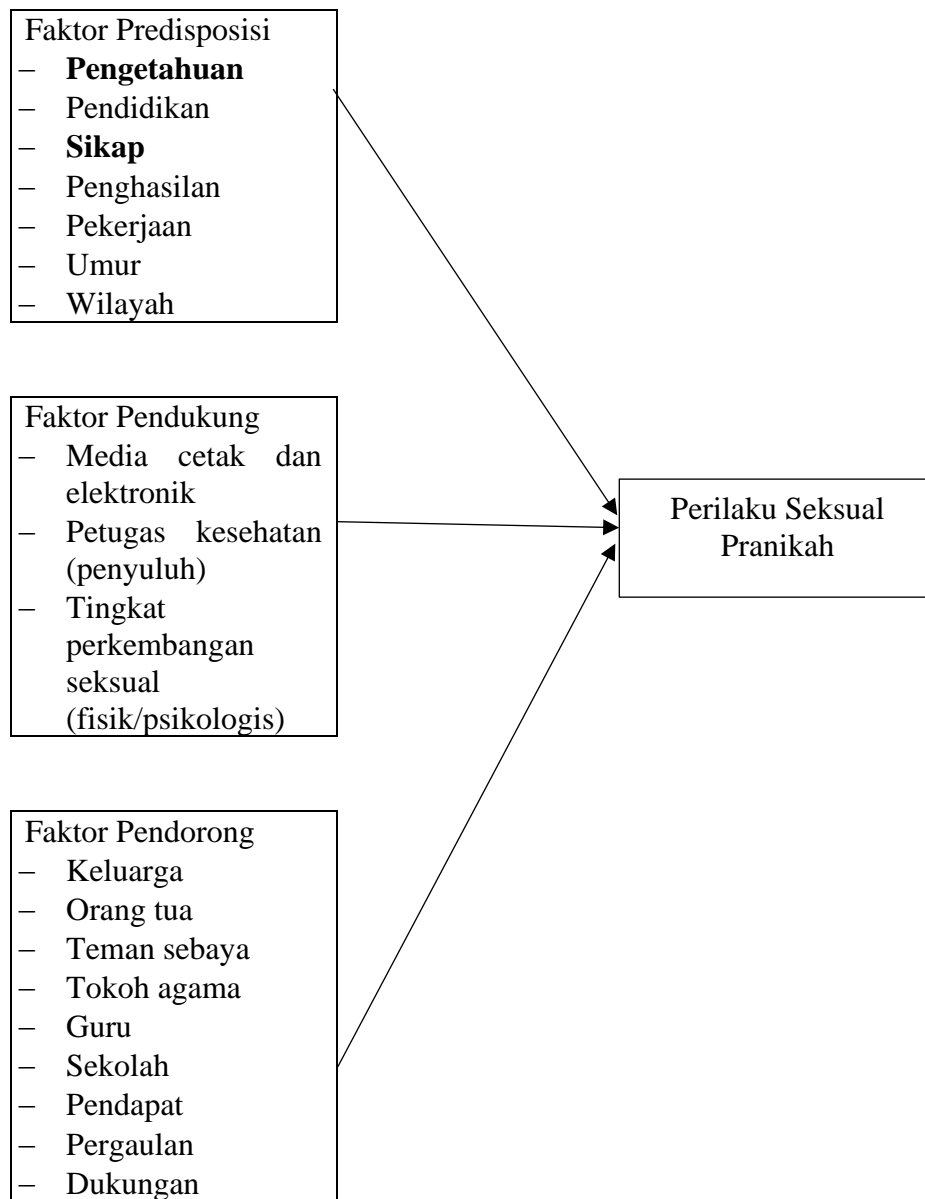 Faktor Predisposisi
– Pengetahuan
– Pendidikan
– Sikap
– Penghasilan
– Pekerjaan
– Umur
– Wilayah
Faktor Pendukung
– Media cetak dan
elektronik
– Petugas kesehatan
(penyuluh)
– Tingkat
perkembangan
seksual
(fisik/psikologis)
Perilaku Seksual
Pranikah
Faktor Pendorong
– Keluarga
– Orang tua
– Teman sebaya
– Tokoh agama
– Guru
– Sekolah
– Pendapat
– Pergaulan
– Dukungan